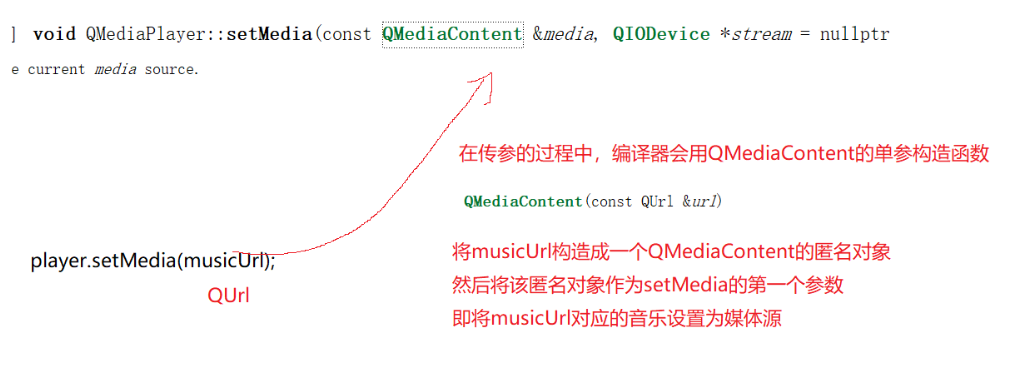 ] void QMediaPlayer::setMedia(const QMediaContent &media, QIODevice *stream = nullptr
e current media source.
在传参的过程中，编译器会用QMediaContent的单参构造函数
QMediaContent(const QUrl &url)
将musicUrl构造成一个QMediaContent的匿名对象
player.setMedia(musicUrl);
然后将该匿名对象作为setMedia的第一个参数
QUrl
即将musicUrl对应的音乐设置为媒体源